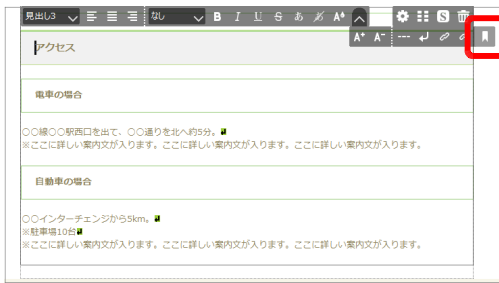 見出し3 なし B I U S あ A
A+ A- S
アクセス
電車の場合
○○線○○駅西口を出て、○○通りを北へ約5分。
※ここに詳しい案内文が入ります。ここに詳しい案内文が入ります。ここに詳しい案内文が入ります。
自動車の場合
○○インターチェンジから5km。
※駐車場10台
※ここに詳しい案内文が入ります。ここに詳しい案内文が入ります。ここに詳しい案内文が入ります。